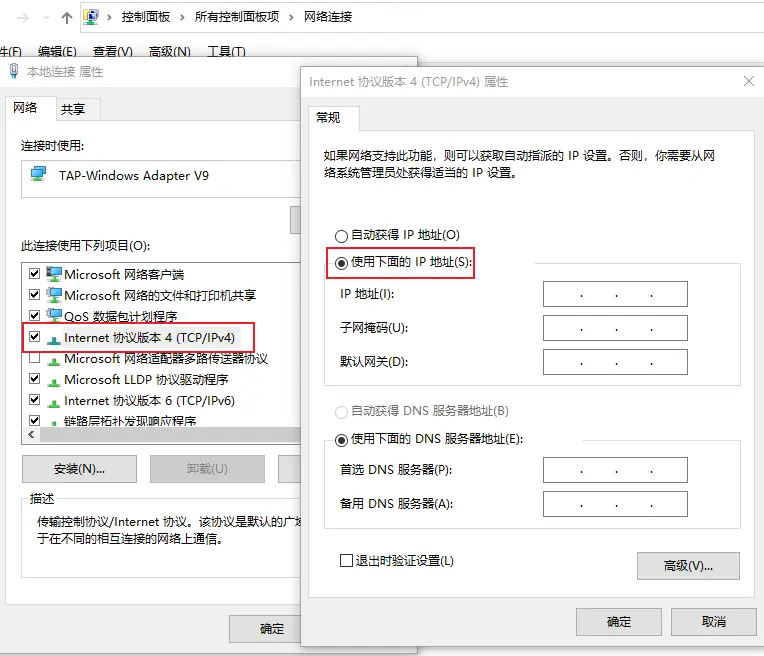 控制面板 › 所有控制面板项 › 网络连接
件(F) 编辑(E) 查看(V) 高级(N) 工具(T)
本地连接 属性
网络 共享
连接时使用:
TAP-Windows Adapter V9
此连接使用下列项目(O):
Microsoft 网络客户端
Microsoft 网络的文件和打印机共享
QoS 数据包计划程序
Internet 协议版本 4 (TCP/IPv4)
Microsoft 网络适配器多路传送器协议
Microsoft LLDP 协议驱动程序
Internet 协议版本 6 (TCP/IPv6)
链路层拓扑发现响应程序
安装(N)... 卸载(U)
描述
传输控制协议/Internet 协议。该协议是默认的广域
于在不同的相互连接的网络上通信。
确定
Internet 协议版本 4 (TCP/IPv4) 属性
常规
如果网络支持此功能，则可以获取自动指派的 IP 设置。否则，你需要从网
络系统管理员处获得适当的 IP 设置。
自动获得 IP 地址(O)
使用下面的 IP 地址(S):
IP 地址(I):
子网掩码(U):
默认网关(D):
自动获得 DNS 服务器地址(B)
使用下面的 DNS 服务器地址(E):
首选 DNS 服务器(P):
备用 DNS 服务器(A):
退出时验证设置(L)
高级(V)...
确定 取消